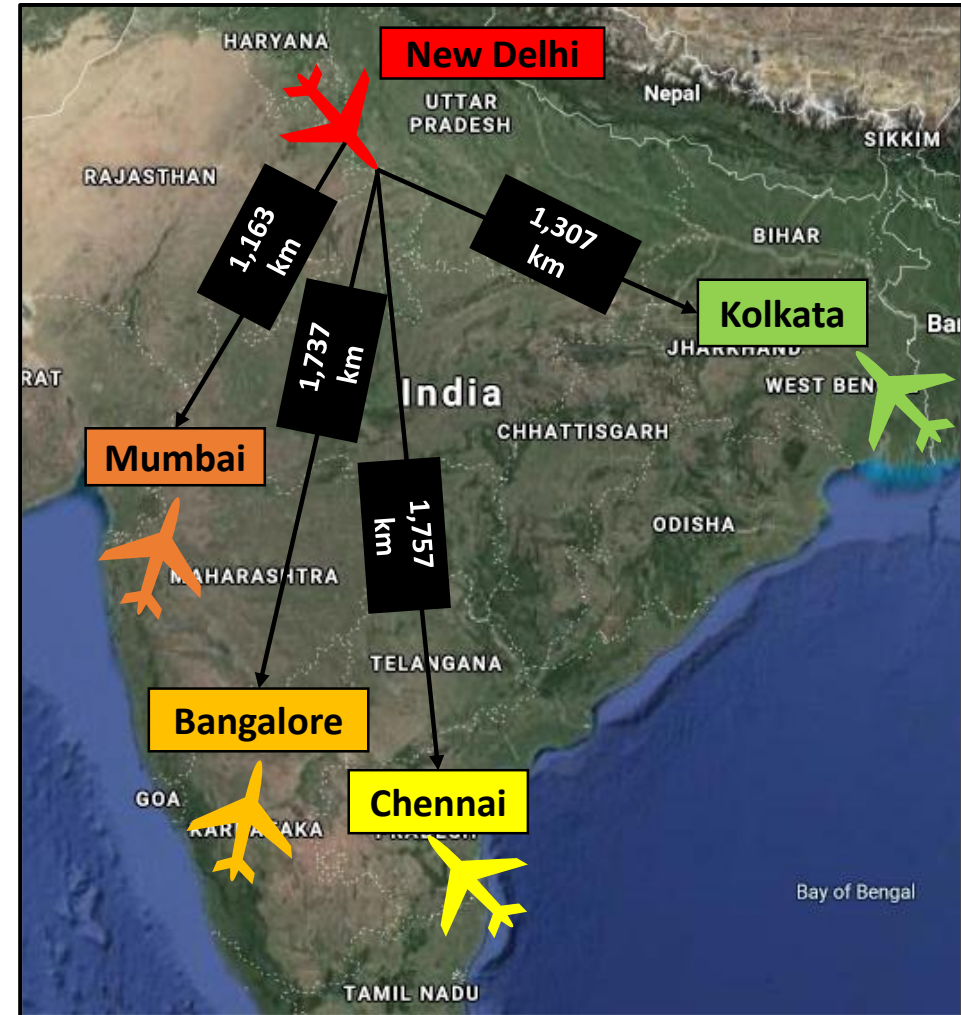 HARYANA
New Delhi
UTTAR
PRADESH
Nepal
SIKKIM
RAJASTHAN
1,163
km
1,307
km
BIHAR
Kolkata
1,737
km
JHARKHAND
RAT
India
WEST BEN
CHHATTISGARH
Mumbai
1,757
km
ODISHA
MAHARASHTRA
TELANGANA
Bangalore
GOA
Chennai
KARNATAKA
PRADESH
Bay of Bengal
TAMIL NADU